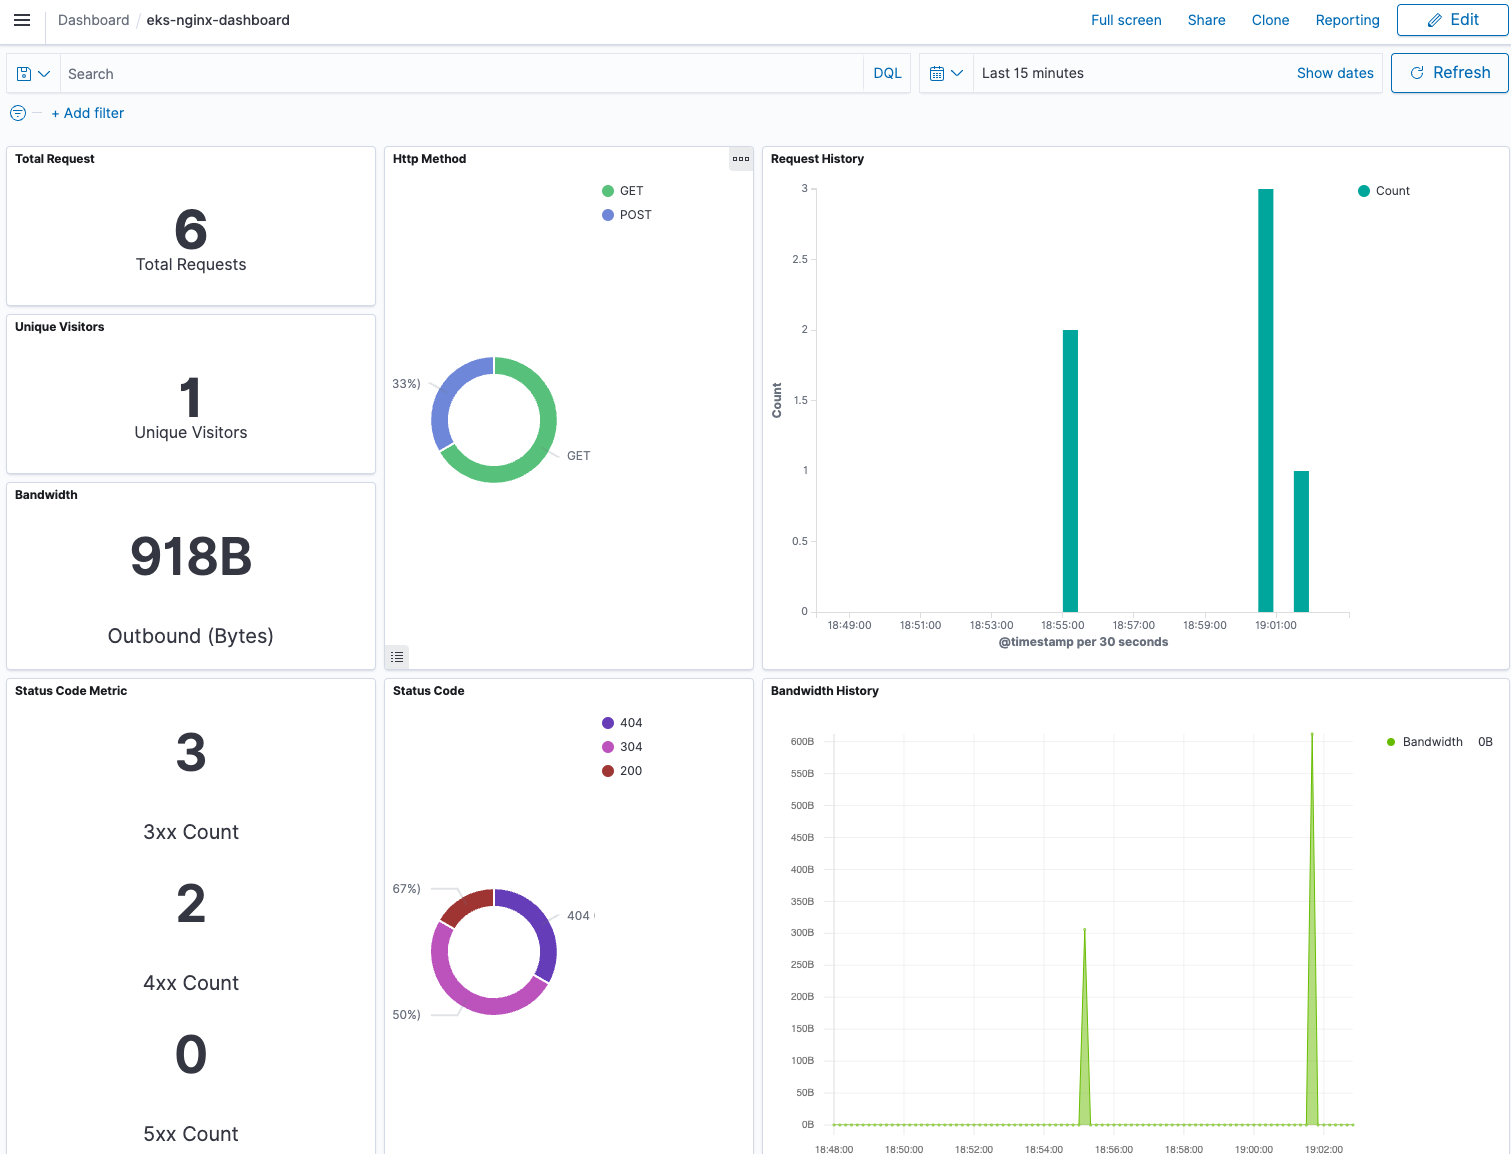 Dashboard / eks-nginx-dashboard
Full screen Share Clone Reporting Edit
Search DQL Last 15 minutes Show dates Refresh
+ Add filter
Total Request
6
Total Requests
Unique Visitors
1
Unique Visitors
Bandwidth
918B
Outbound (Bytes)
Http Method
GET
POST
33%)
GET
Request History
Count
3
2.5
2
1.5
1
0.5
0
Count
18:49:00 18:51:00 18:53:00 18:55:00 18:57:00 18:59:00 19:01:00
@timestamp per 30 seconds
Status Code Metric
3
3xx Count
2
4xx Count
0
5xx Count
Status Code
404
304
200
67%)
404 (
50%)
Bandwidth History
Bandwidth 0B
600B
550B
500B
450B
400B
350B
300B
250B
200B
150B
100B
50B
0B
18:48:00 18:50:00 18:52:00 18:54:00 18:56:00 18:58:00 19:00:00 19:02:00